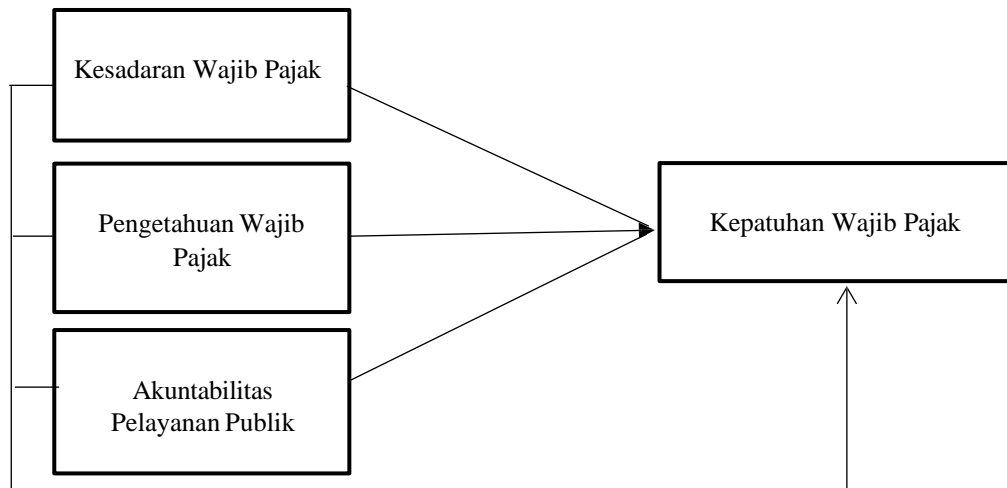 Kesadaran Wajib Pajak
Pengetahuan Wajib
Pajak
Kepatuhan Wajib Pajak
Akuntabilitas
Pelayanan Publik